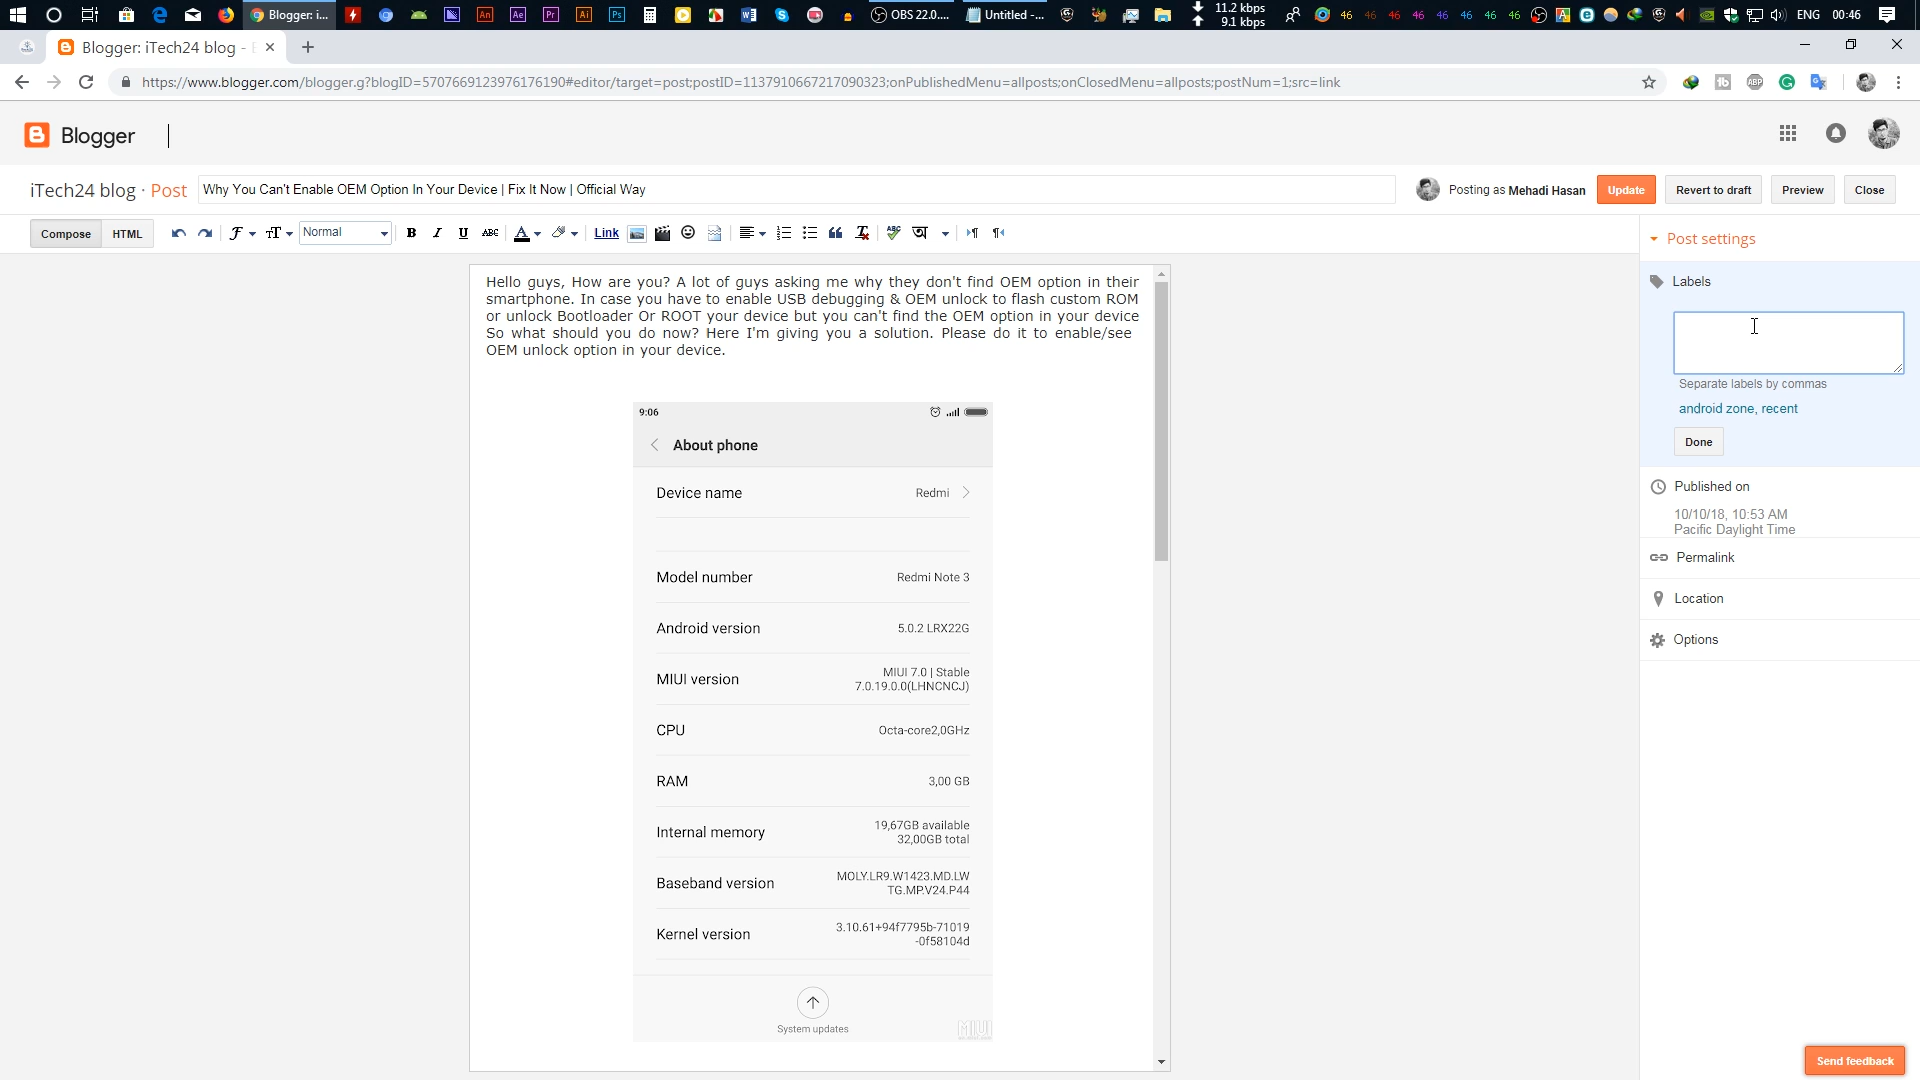 Blogger: i...
OBS 22.0....
Untitled -...
11.2 kbps
9.1 kbps
46 46 46 46 46 46 46 46
ENG 00:46
Blogger: iTech24 blog -
https://www.blogger.com/blogger.g?blogID=5707669123976176190#editor/target=post;postID=1137910667217090323;onPublishedMenu=allposts;onClosedMenu=allposts;postNum=1;src=link
Blogger
iTech24 blog · Post
Why You Can't Enable OEM Option In Your Device | Fix It Now | Official Way
Posting as Mehadi Hasan
Update
Revert to draft
Preview
Close
Compose
HTML
Normal
Link
Post settings
Labels
Separate labels by commas
android zone, recent
Done
Published on
10/10/18, 10:53 AM
Pacific Daylight Time
Permalink
Location
Options
Hello guys, How are you? A lot of guys asking me why they don't find OEM option in their
smartphone. In case you have to enable USB debugging & OEM unlock to flash custom ROM
or unlock Bootloader Or ROOT your device but you can't find the OEM option in your device
So what should you do now? Here I'm giving you a solution. Please do it to enable/see
OEM unlock option in your device.
9:06
About phone
Device name Redmi
Model number Redmi Note 3
Android version 5.0.2 LRX22G
MIUI version MIUI 7.0 | Stable
7.0.19.0.0(LHNCNCJ)
CPU Octa-core2,0GHz
RAM 3,00 GB
Internal memory 19,67GB available
32,00GB total
Baseband version MOLY.LR9.W1423.MD.LW
TG.MP.V24.P44
Kernel version 3.10.61+94f7795b-71019
-0f58104d
System updates
MIUI
Send feedback